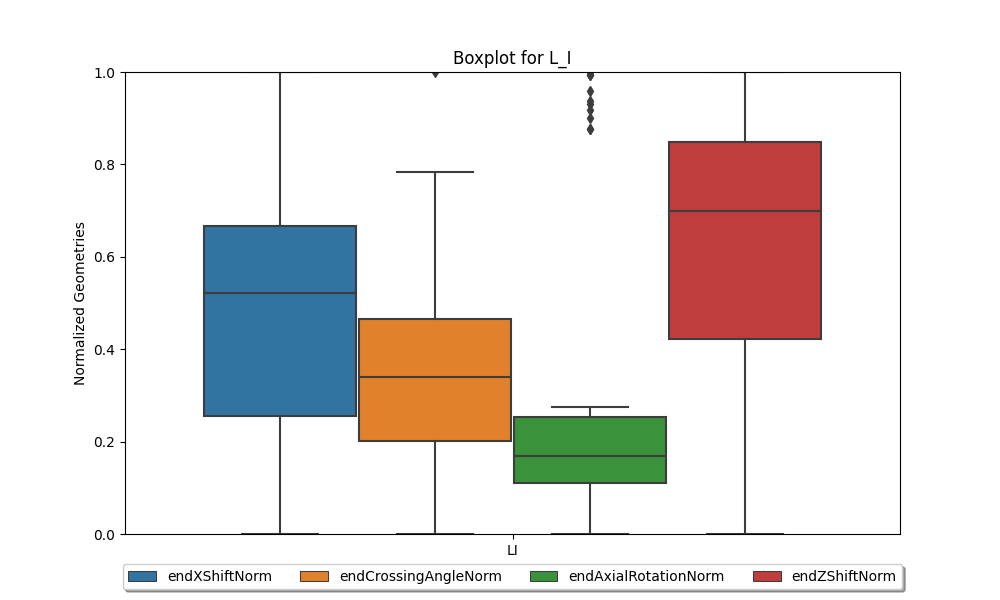 Boxplot for L_I
1.0
0.8
0.6
0.4
0.2
0.0
Normalized Geometries
LI
endXShiftNorm endCrossingAngleNorm endAxialRotationNorm endZShiftNorm